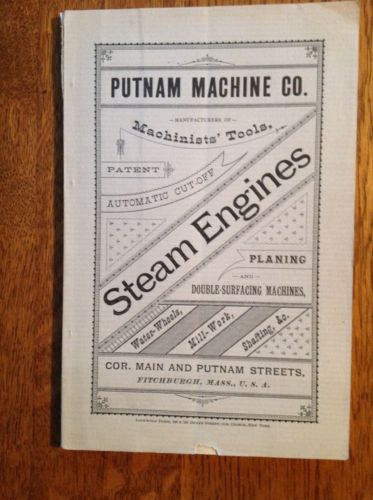 PUTNAM MACHINE CO.
—MANUFACTURERS OF—
Machinists' Tools,
PATENT
AUTOMATIC CUT-OFF
Steam Engines
PLANING
—AND—
DOUBLE-SURFACING MACHINES,
Water-Wheels,
Mill-Work,
Shafting, &c.
COR. MAIN AND PUTNAM STREETS,
FITCHBURGH, MASS., U. S. A.